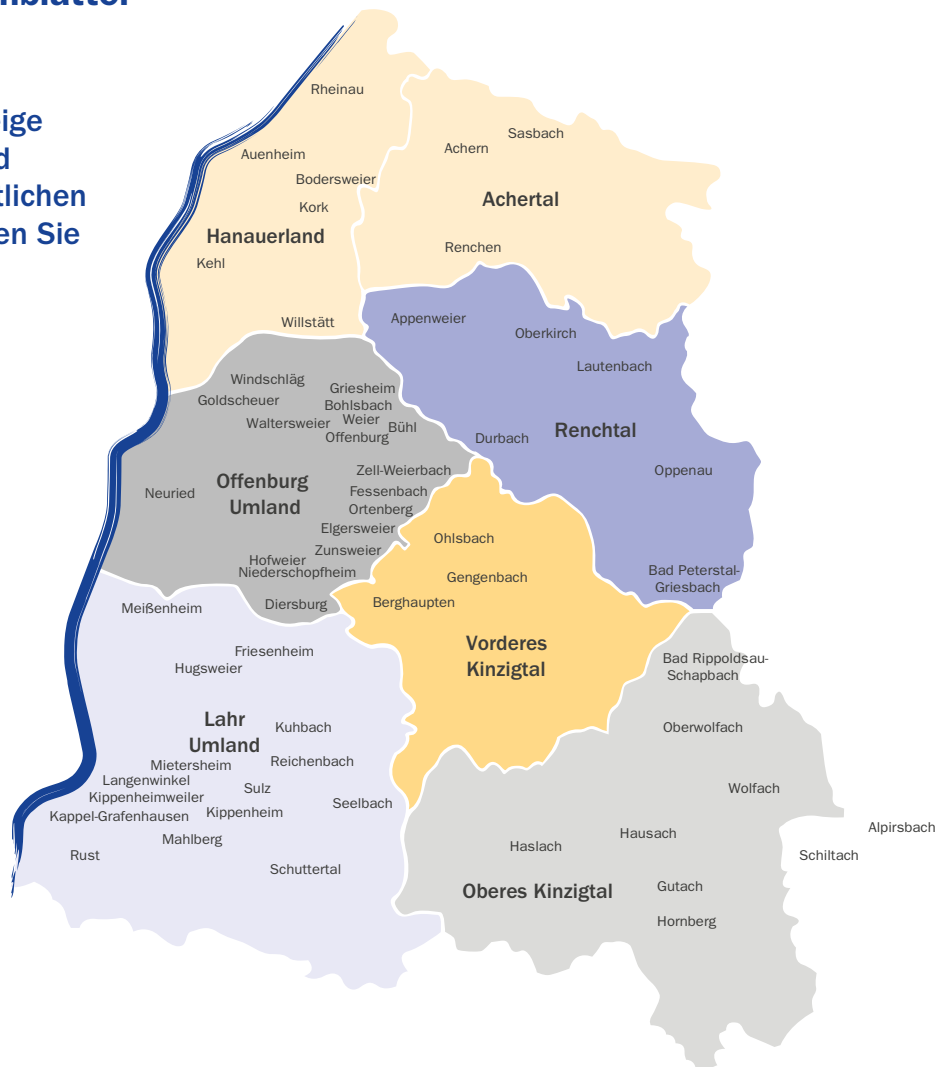 Rheinau
ige
Sasbach
Achern
Auenheim
Bodersweier
tlichen
Achertal
Kork
en Sie
Hanauerland
Renchen
Kehl
Appenweier
Willstätt
Oberkirch
Lautenbach
Windschläg
Griesheim
Goldscheuer
Bohlsbach
Waltersweier
Weier
Bühl
Offenburg
Durbach
Renchtal
Zell-Weierbach
Oppenau
Offenburg
Umland
Neuried
Fessenbach
Ortenberg
Elgersweier
Ohlsbach
Zunsweier
Hofweier
Niederschopfheim
Bad Peterstal-
Griesbach
Gengenbach
Berghaupten
Diersburg
Meißenheim
Vorderes
Kinzigtal
Friesenheim
Hugsweier
Bad Rippoldsau-
Schapbach
Lahr
Umland
Kuhbach
Oberwolfach
Reichenbach
Mietersheim
Langenwinkel
Sulz
Wolfach
Kippenheimweiler
Seelbach
Kappel-Grafenhausen
Kippenheim
Alpirsbach
Hausach
Mahlberg
Haslach
Rust
Schiltach
Schuttertal
Oberes Kinzigtal
Gutach
Hornberg